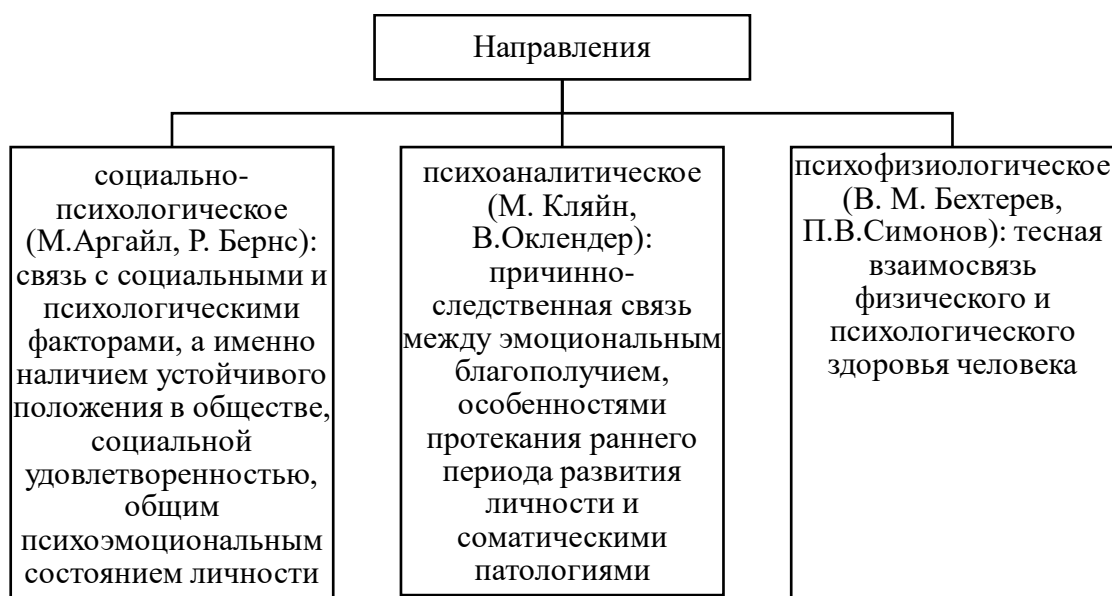 Направления
социально-
психологическое
(М.Аргайл, Р. Бернс):
связь с социальными и
психологическими
факторами, а именно
наличием устойчивого
положения в обществе,
социальной
удовлетворенностью,
общим
психоэмоциональным
состоянием личности
психоаналитическое
(М. Кляйн,
В.Оклендер):
причинно-
следственная связь
между эмоциональным
благополучием,
особенностями
протекания раннего
периода развития
личности и
соматическими
патологиями
психофизиологическое
(В. М. Бехтерев,
П.В.Симонов): тесная
взаимосвязь
физического и
психологического
здоровья человека